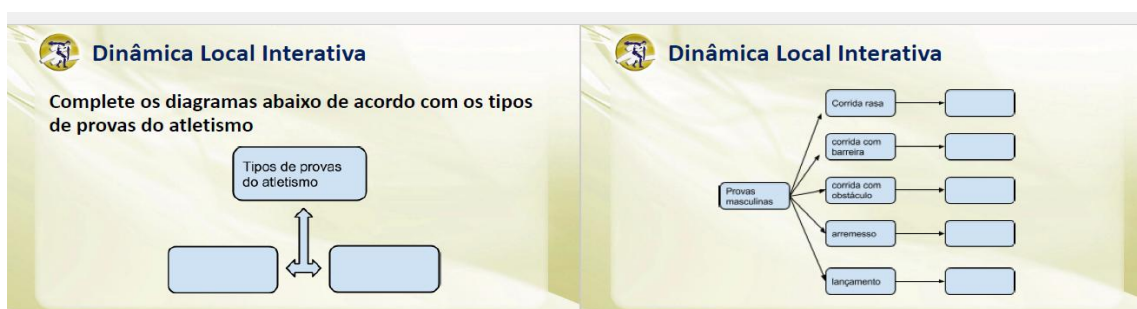 Dinâmica Local Interativa
Complete os diagramas abaixo de acordo com os tipos
de provas do atletismo
Tipos de provas
do atletismo
Dinâmica Local Interativa
Provas
masculinas
Corrida rasa
corrida com
barreira
corrida com
obstáculo
arremesso
lançamento